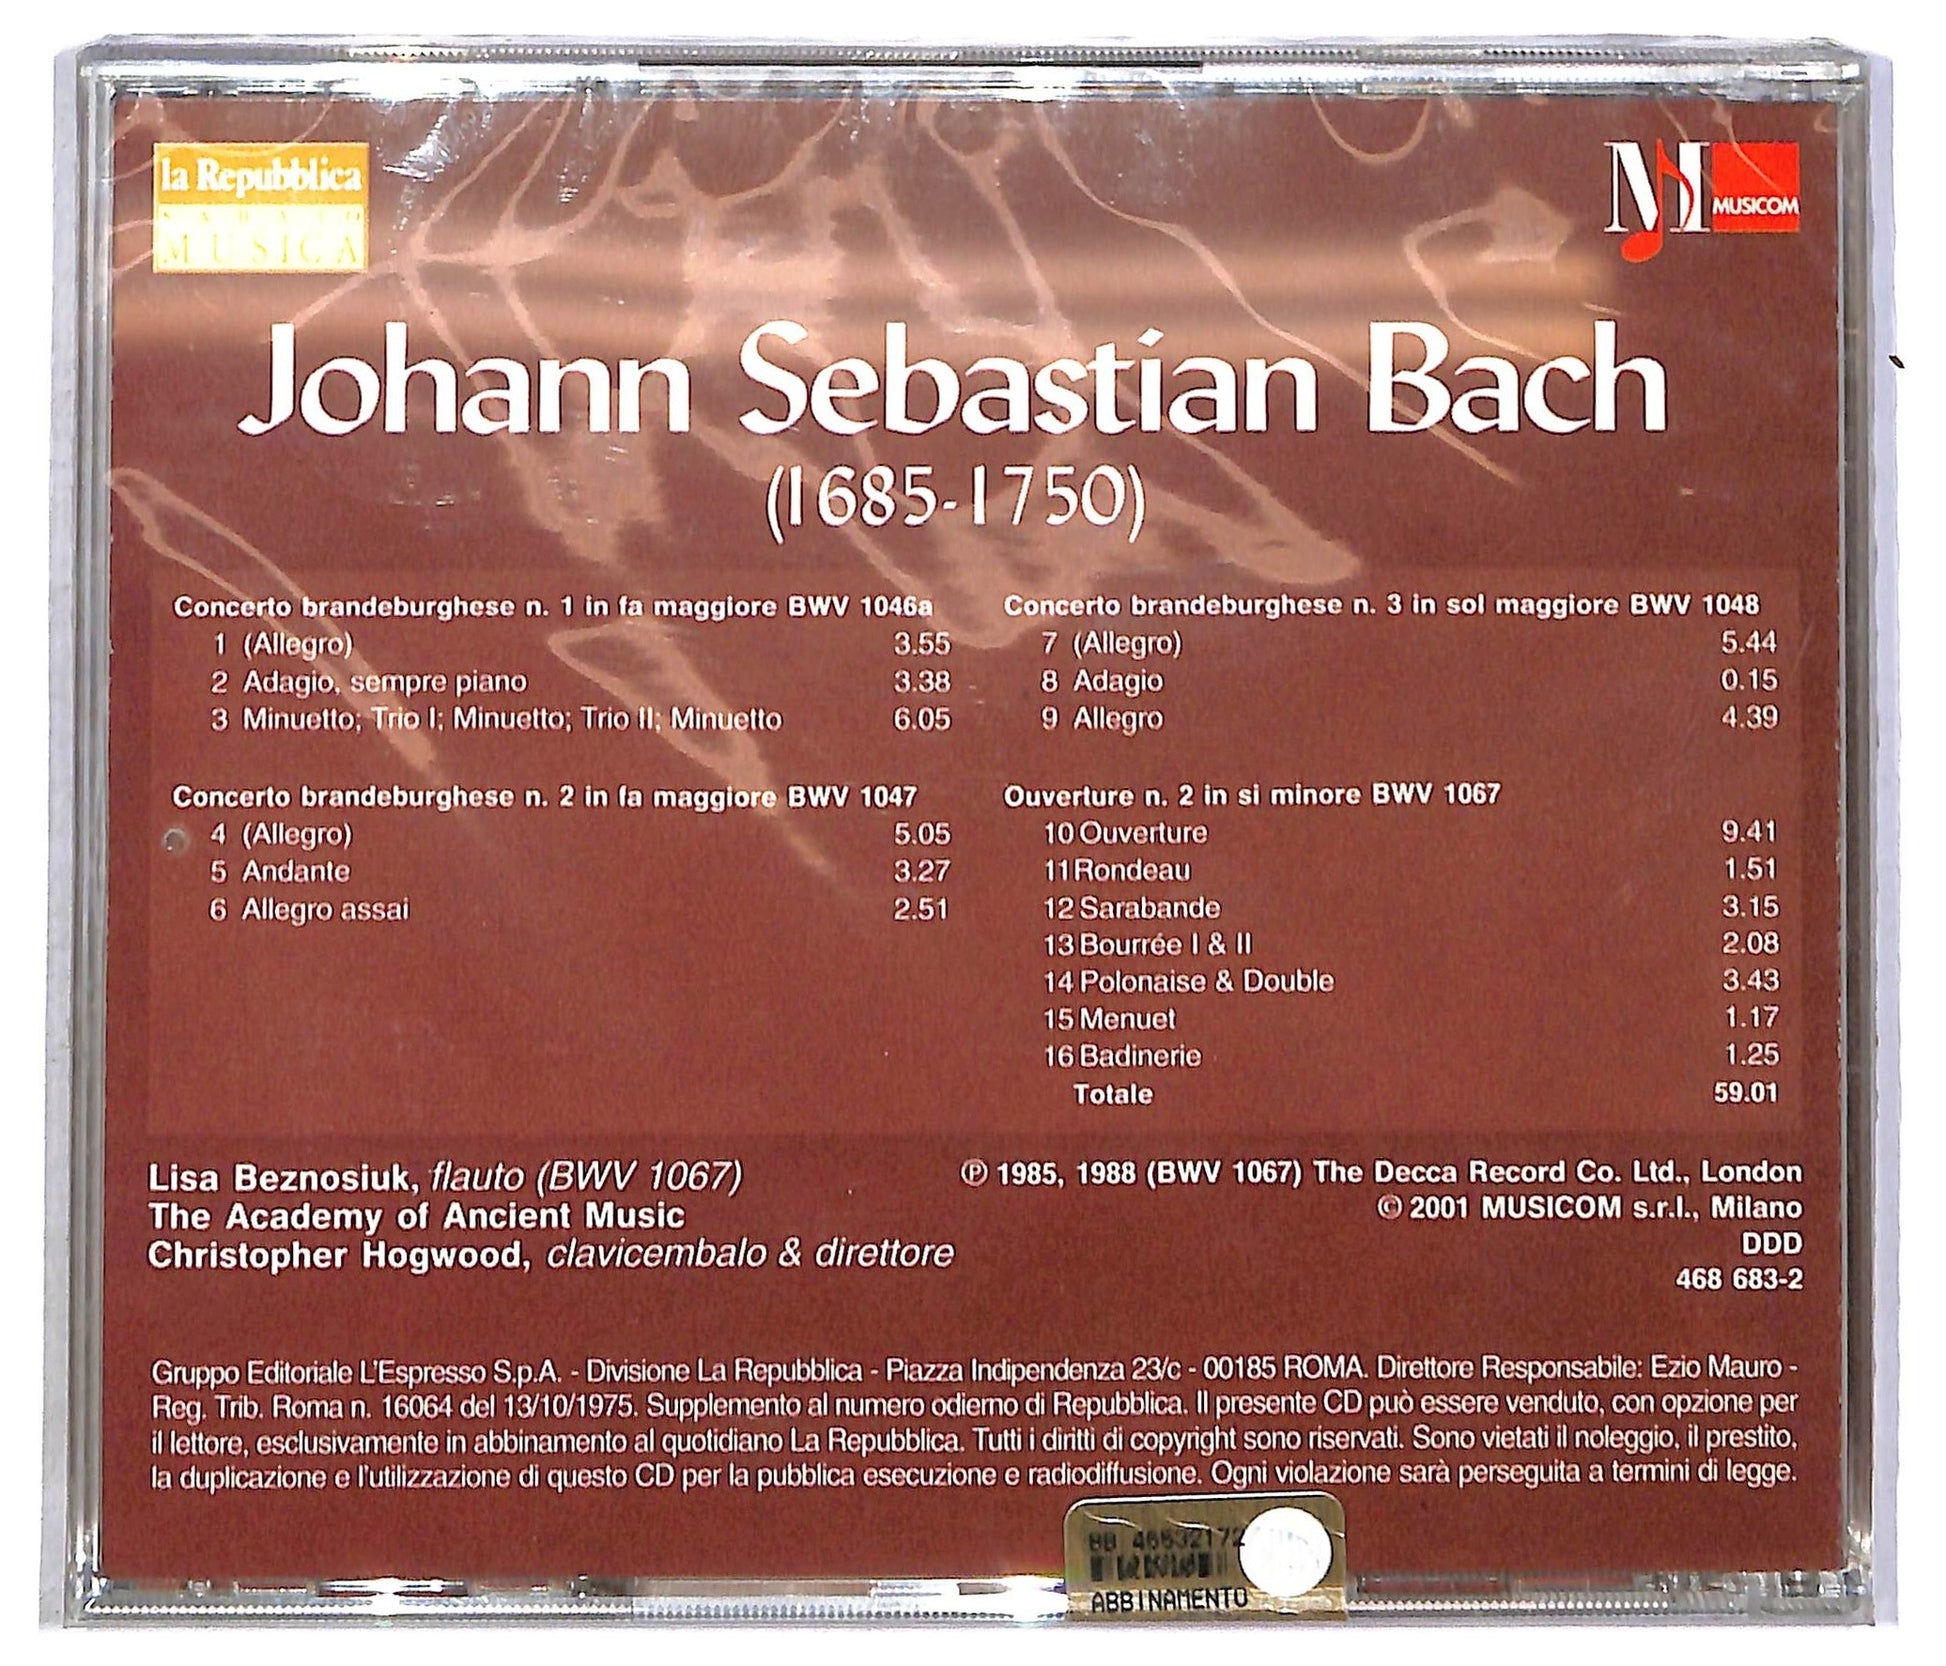 la Repubblica
SABATO
MUSICA
MUSICOM
Johann Sebastian Bach
(1685-1750)
Concerto brandeburghese n. 1 in fa maggiore BWV 1046a
1 (Allegro) 3.55
2 Adagio, sempre piano 3.38
3 Minuetto; Trio I; Minuetto; Trio II; Minuetto 6.05
Concerto brandeburghese n. 2 in fa maggiore BWV 1047
4 (Allegro) 5.05
5 Andante 3.27
6 Allegro assai 2.51
Concerto brandeburghese n. 3 in sol maggiore BWV 1048
7 (Allegro) 5.44
8 Adagio 0.15
9 Allegro 4.39
Ouverture n. 2 in si minore BWV 1067
10 Ouverture 9.41
11 Rondeau 1.51
12 Sarabande 3.15
13 Bourrée I & II 2.08
14 Polonaise & Double 3.43
15 Menuet 1.17
16 Badinerie 1.25
Totale 59.01
Lisa Beznosiuk, flauto (BWV 1067)
The Academy of Ancient Music
Christopher Hogwood, clavicembalo & direttore
℗ 1985, 1988 (BWV 1067) The Decca Record Co. Ltd., London
© 2001 MUSICOM s.r.l., Milano
DDD
468 683-2
Gruppo Editoriale L'Espresso S.p.A. - Divisione La Repubblica - Piazza Indipendenza 23/c - 00185 ROMA. Direttore Responsabile: Ezio Mauro -
Reg. Trib. Roma n. 16064 del 13/10/1975. Supplemento al numero odierno di Repubblica. Il presente CD può essere venduto, con opzione per
il lettore, esclusivamente in abbinamento al quotidiano La Repubblica. Tutti i diritti di copyright sono riservati. Sono vietati il noleggio, il prestito,
la duplicazione e l'utilizzazione di questo CD per la pubblica esecuzione e radiodiffusione. Ogni violazione sarà perseguita a termini di legge.
ABBINAMENTO